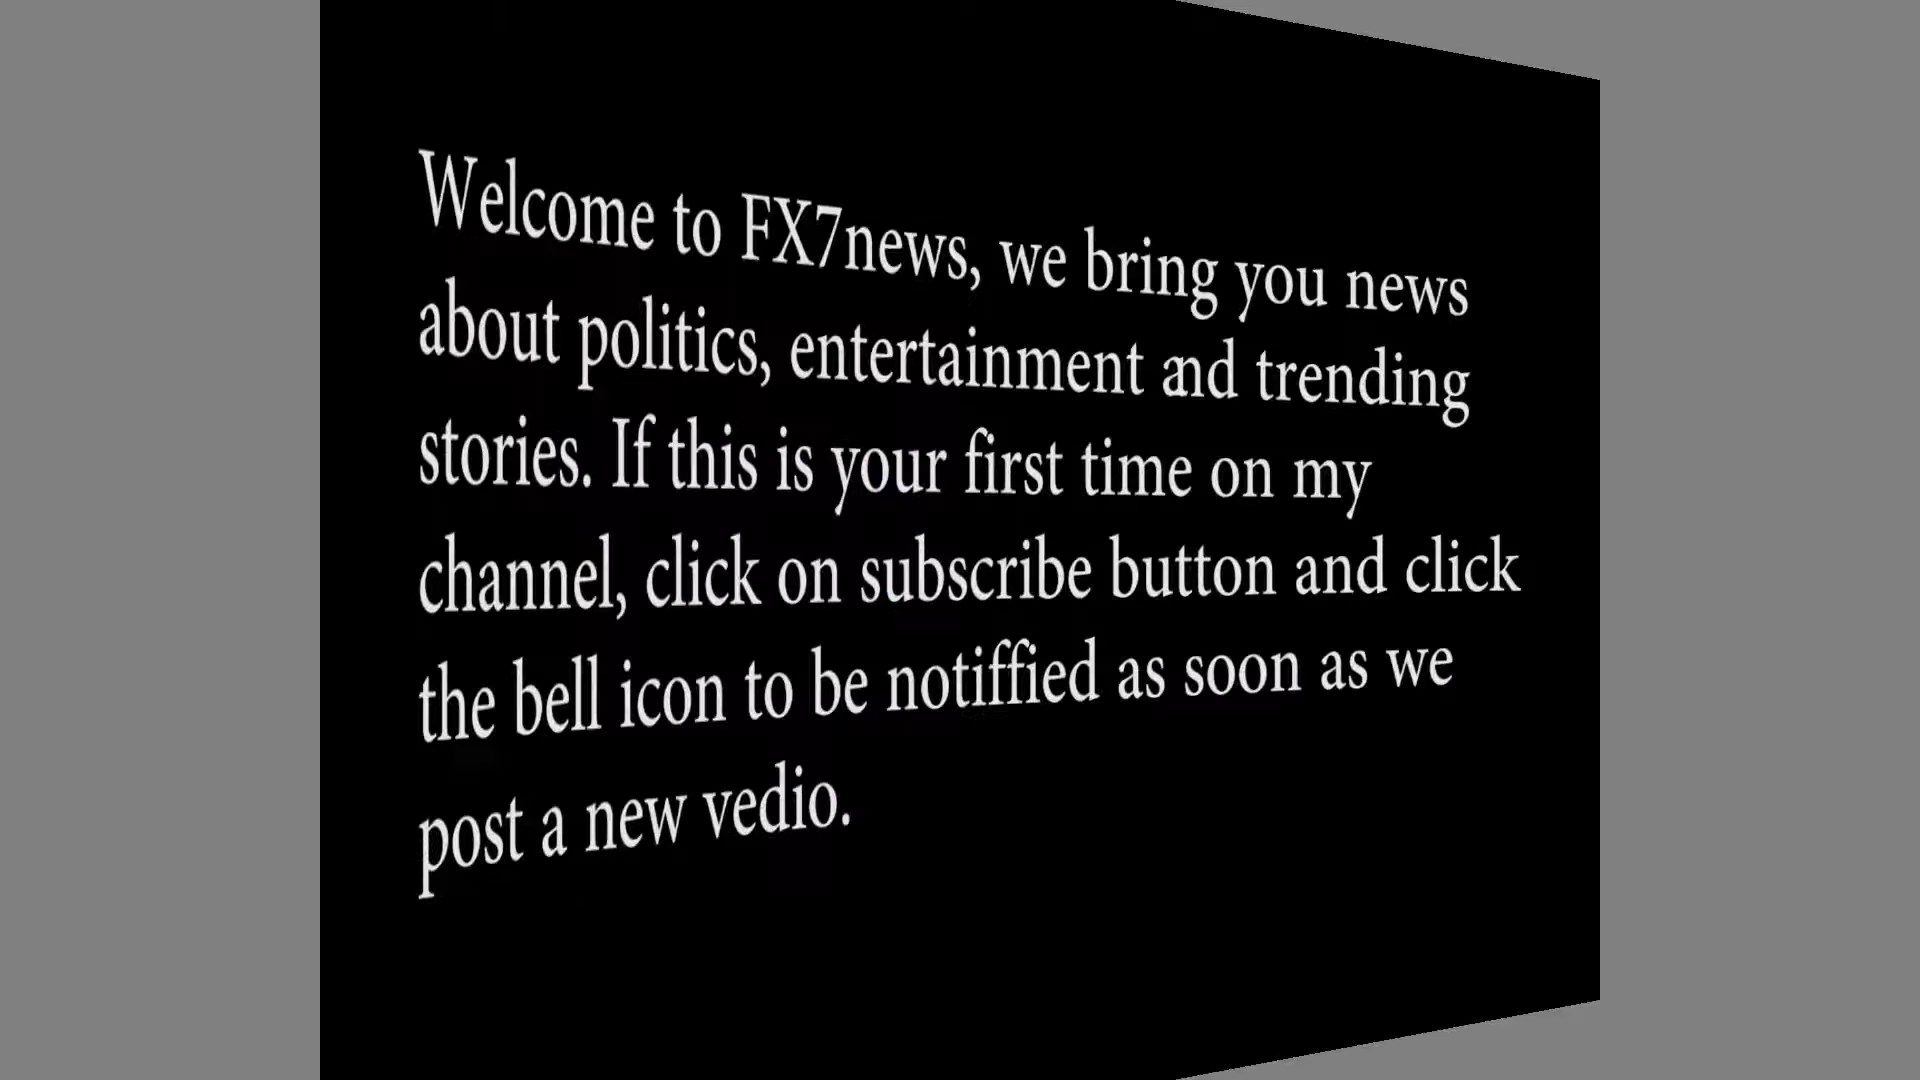 Welcome to FX7news, we bring you news
about politics, entertainment and trending
stories. If this is your first time on my
channel, click on subscribe button and click
the bell icon to be notiffied as soon as we
post a new vedio.